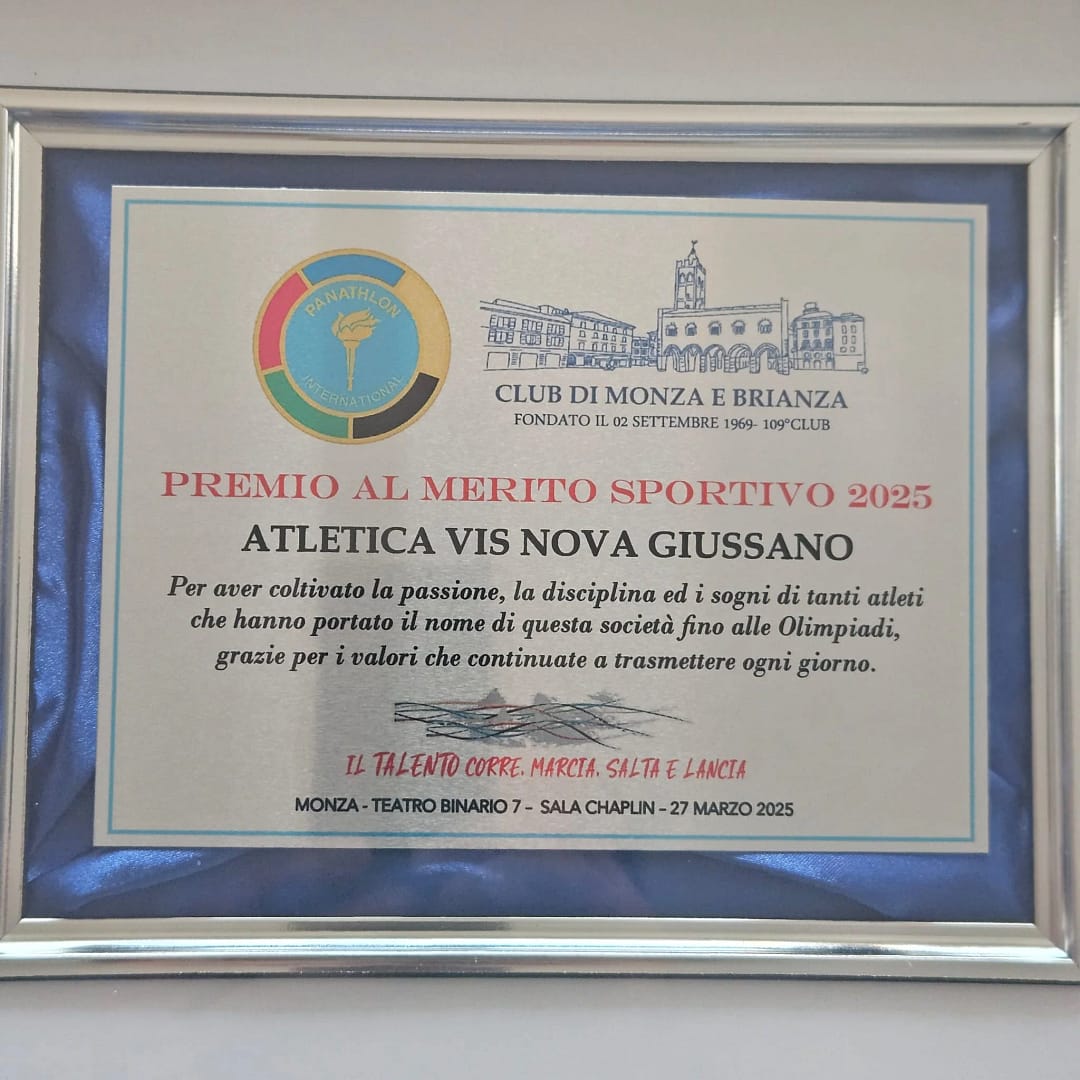 PANATHLON
INTERNATIONAL
CLUB DI MONZA E BRIANZA
FONDATO IL 02 SETTEMBRE 1969- 109°CLUB
PREMIO AL MERITO SPORTIVO 2025
ATLETICA VIS NOVA GIUSSANO
Per aver coltivato la passione, la disciplina ed i sogni di tanti atleti
che hanno portato il nome di questa società fino alle Olimpiadi,
grazie per i valori che continuate a trasmettere ogni giorno.
IL TALENTO CORRE, MARCIA, SALTA E LANCIA
MONZA - TEATRO BINARIO 7 - SALA CHAPLIN - 27 MARZO 2025